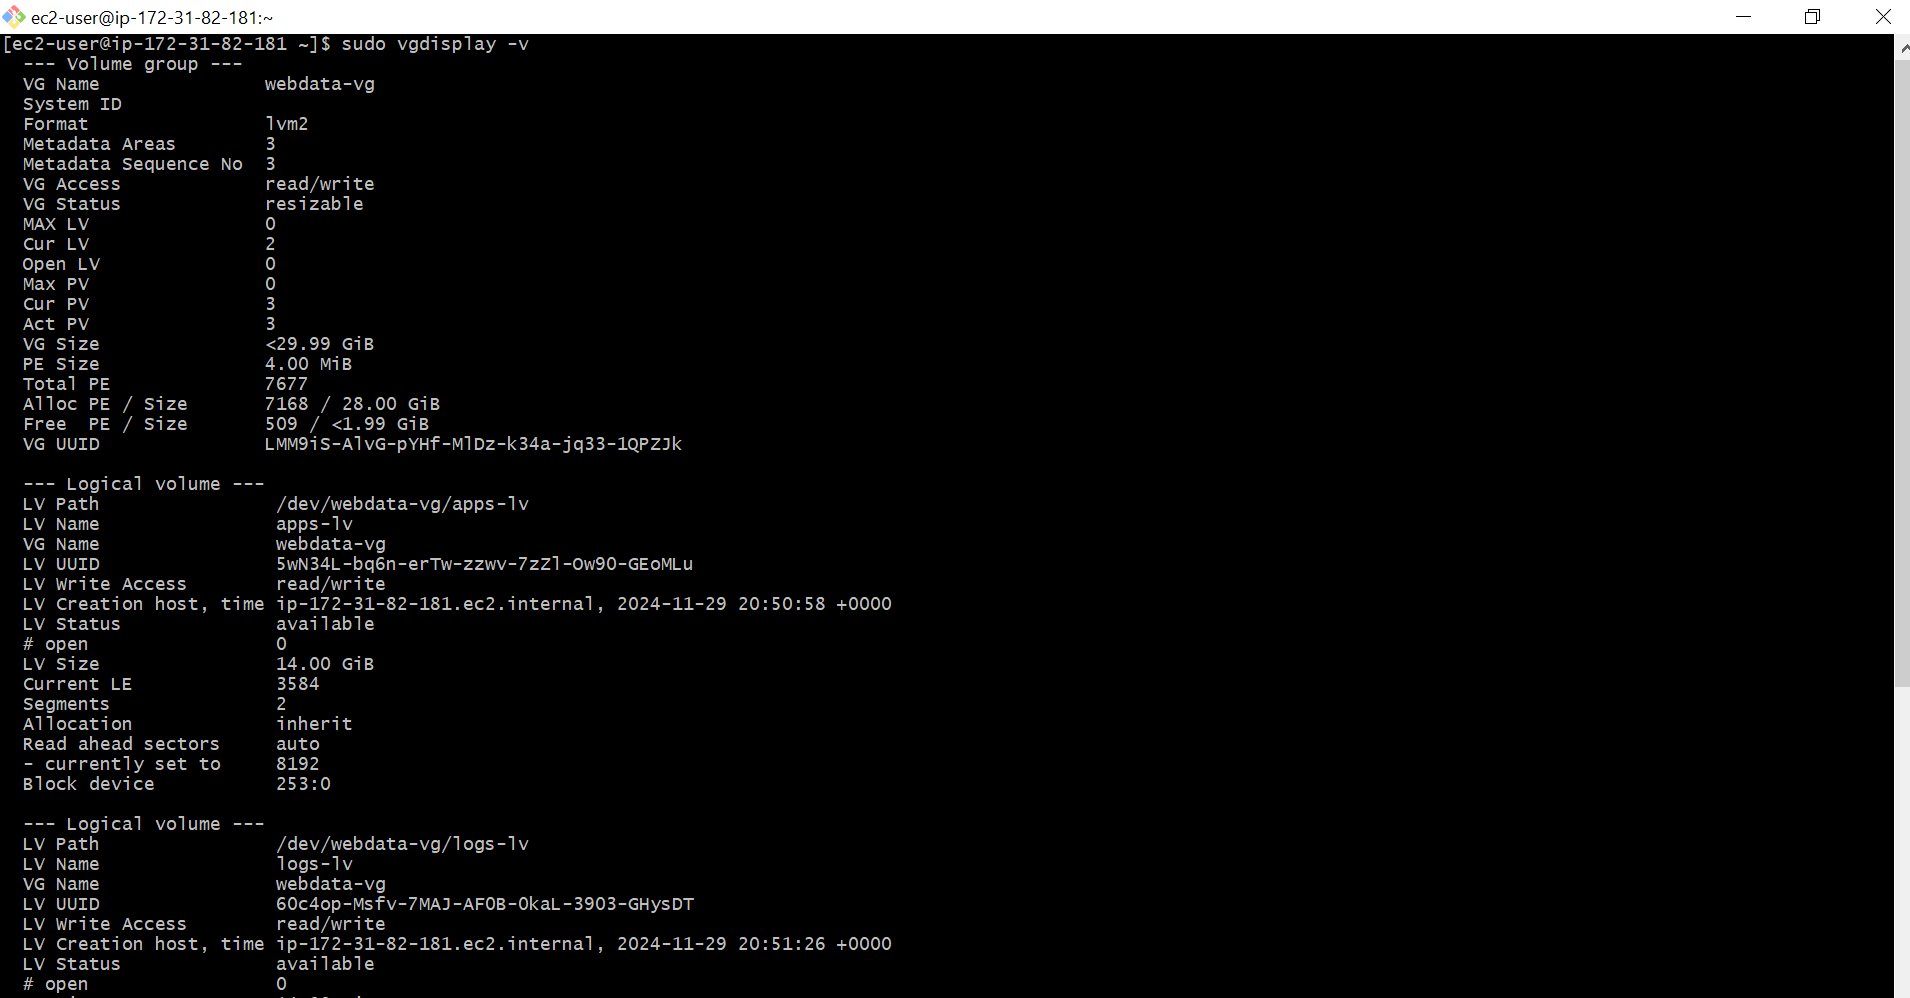 ec2-user@ip-172-31-82-181:~
[ec2-user@ip-172-31-82-181 ~]$ sudo vgdisplay -v
--- Volume group ---
VG Name webdata-vg
System ID
Format lvm2
Metadata Areas 3
Metadata Sequence No 3
VG Access read/write
VG Status resizable
MAX LV 0
Cur LV 2
Open LV 0
Max PV 0
Cur PV 3
Act PV 3
VG Size <29.99 GiB
PE Size 4.00 MiB
Total PE 7677
Alloc PE / Size 7168 / 28.00 GiB
Free PE / Size 509 / <1.99 GiB
VG UUID LMM9iS-AlvG-pYHf-MlDz-k34a-jq33-1QPZJk
--- Logical volume ---
LV Path /dev/webdata-vg/apps-lv
LV Name apps-lv
VG Name webdata-vg
LV UUID 5wN34L-bq6n-erTw-zzwv-7zZl-Ow90-GEoMLu
LV Write Access read/write
LV Creation host, time ip-172-31-82-181.ec2.internal, 2024-11-29 20:50:58 +0000
LV Status available
# open 0
LV Size 14.00 GiB
Current LE 3584
Segments 2
Allocation inherit
Read ahead sectors auto
- currently set to 8192
Block device 253:0
--- Logical volume ---
LV Path /dev/webdata-vg/logs-lv
LV Name logs-lv
VG Name webdata-vg
LV UUID 60c4op-Msfv-7MAJ-AF0B-0kaL-3903-GHysDT
LV Write Access read/write
LV Creation host, time ip-172-31-82-181.ec2.internal, 2024-11-29 20:51:26 +0000
LV Status available
# open 0